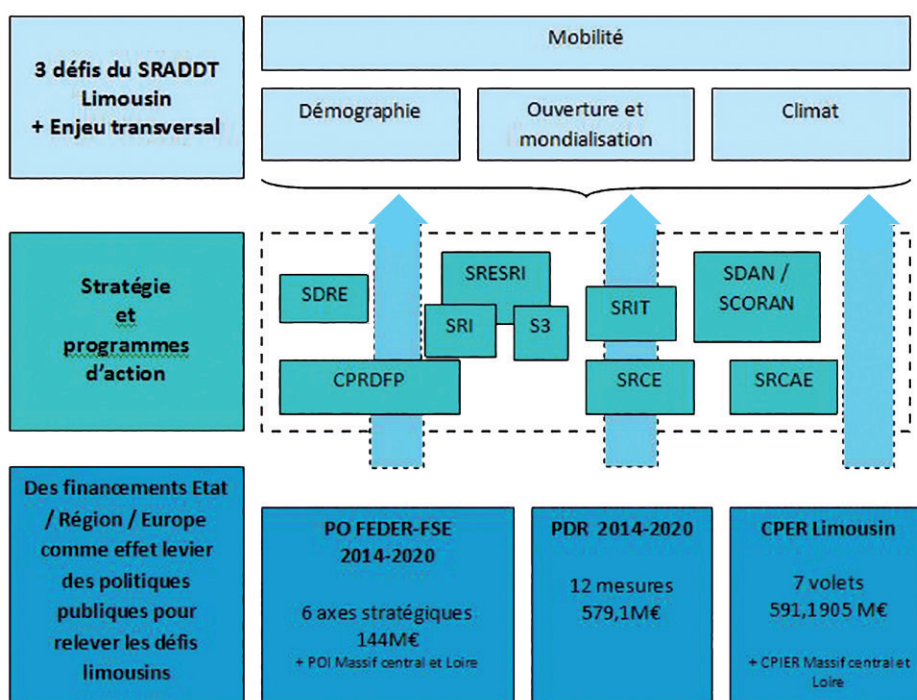 3 défis du SRADDT
Limousin
+ Enjeu transversal
Mobilité
Démographie
Ouverture et
mondialisation
Climat
Stratégie
et
programmes
d'action
SDRE
SRESRI
SRI
S3
SRIT
SDAN /
SCORAN
CPRDFP
SRCE
SRCAE
Des financements Etat
/ Région / Europe
comme effet levier
des politiques
publiques pour
relever les défis
limousins
PO FEDER-FSE
2014-2020
6 axes stratégiques
144M€
+ POI Massif central et Loire
PDR 2014-2020
12 mesures
579,1M€
CPER Limousin
7 volets
591,1905 M€
+ CPIER Massif central et
Loire